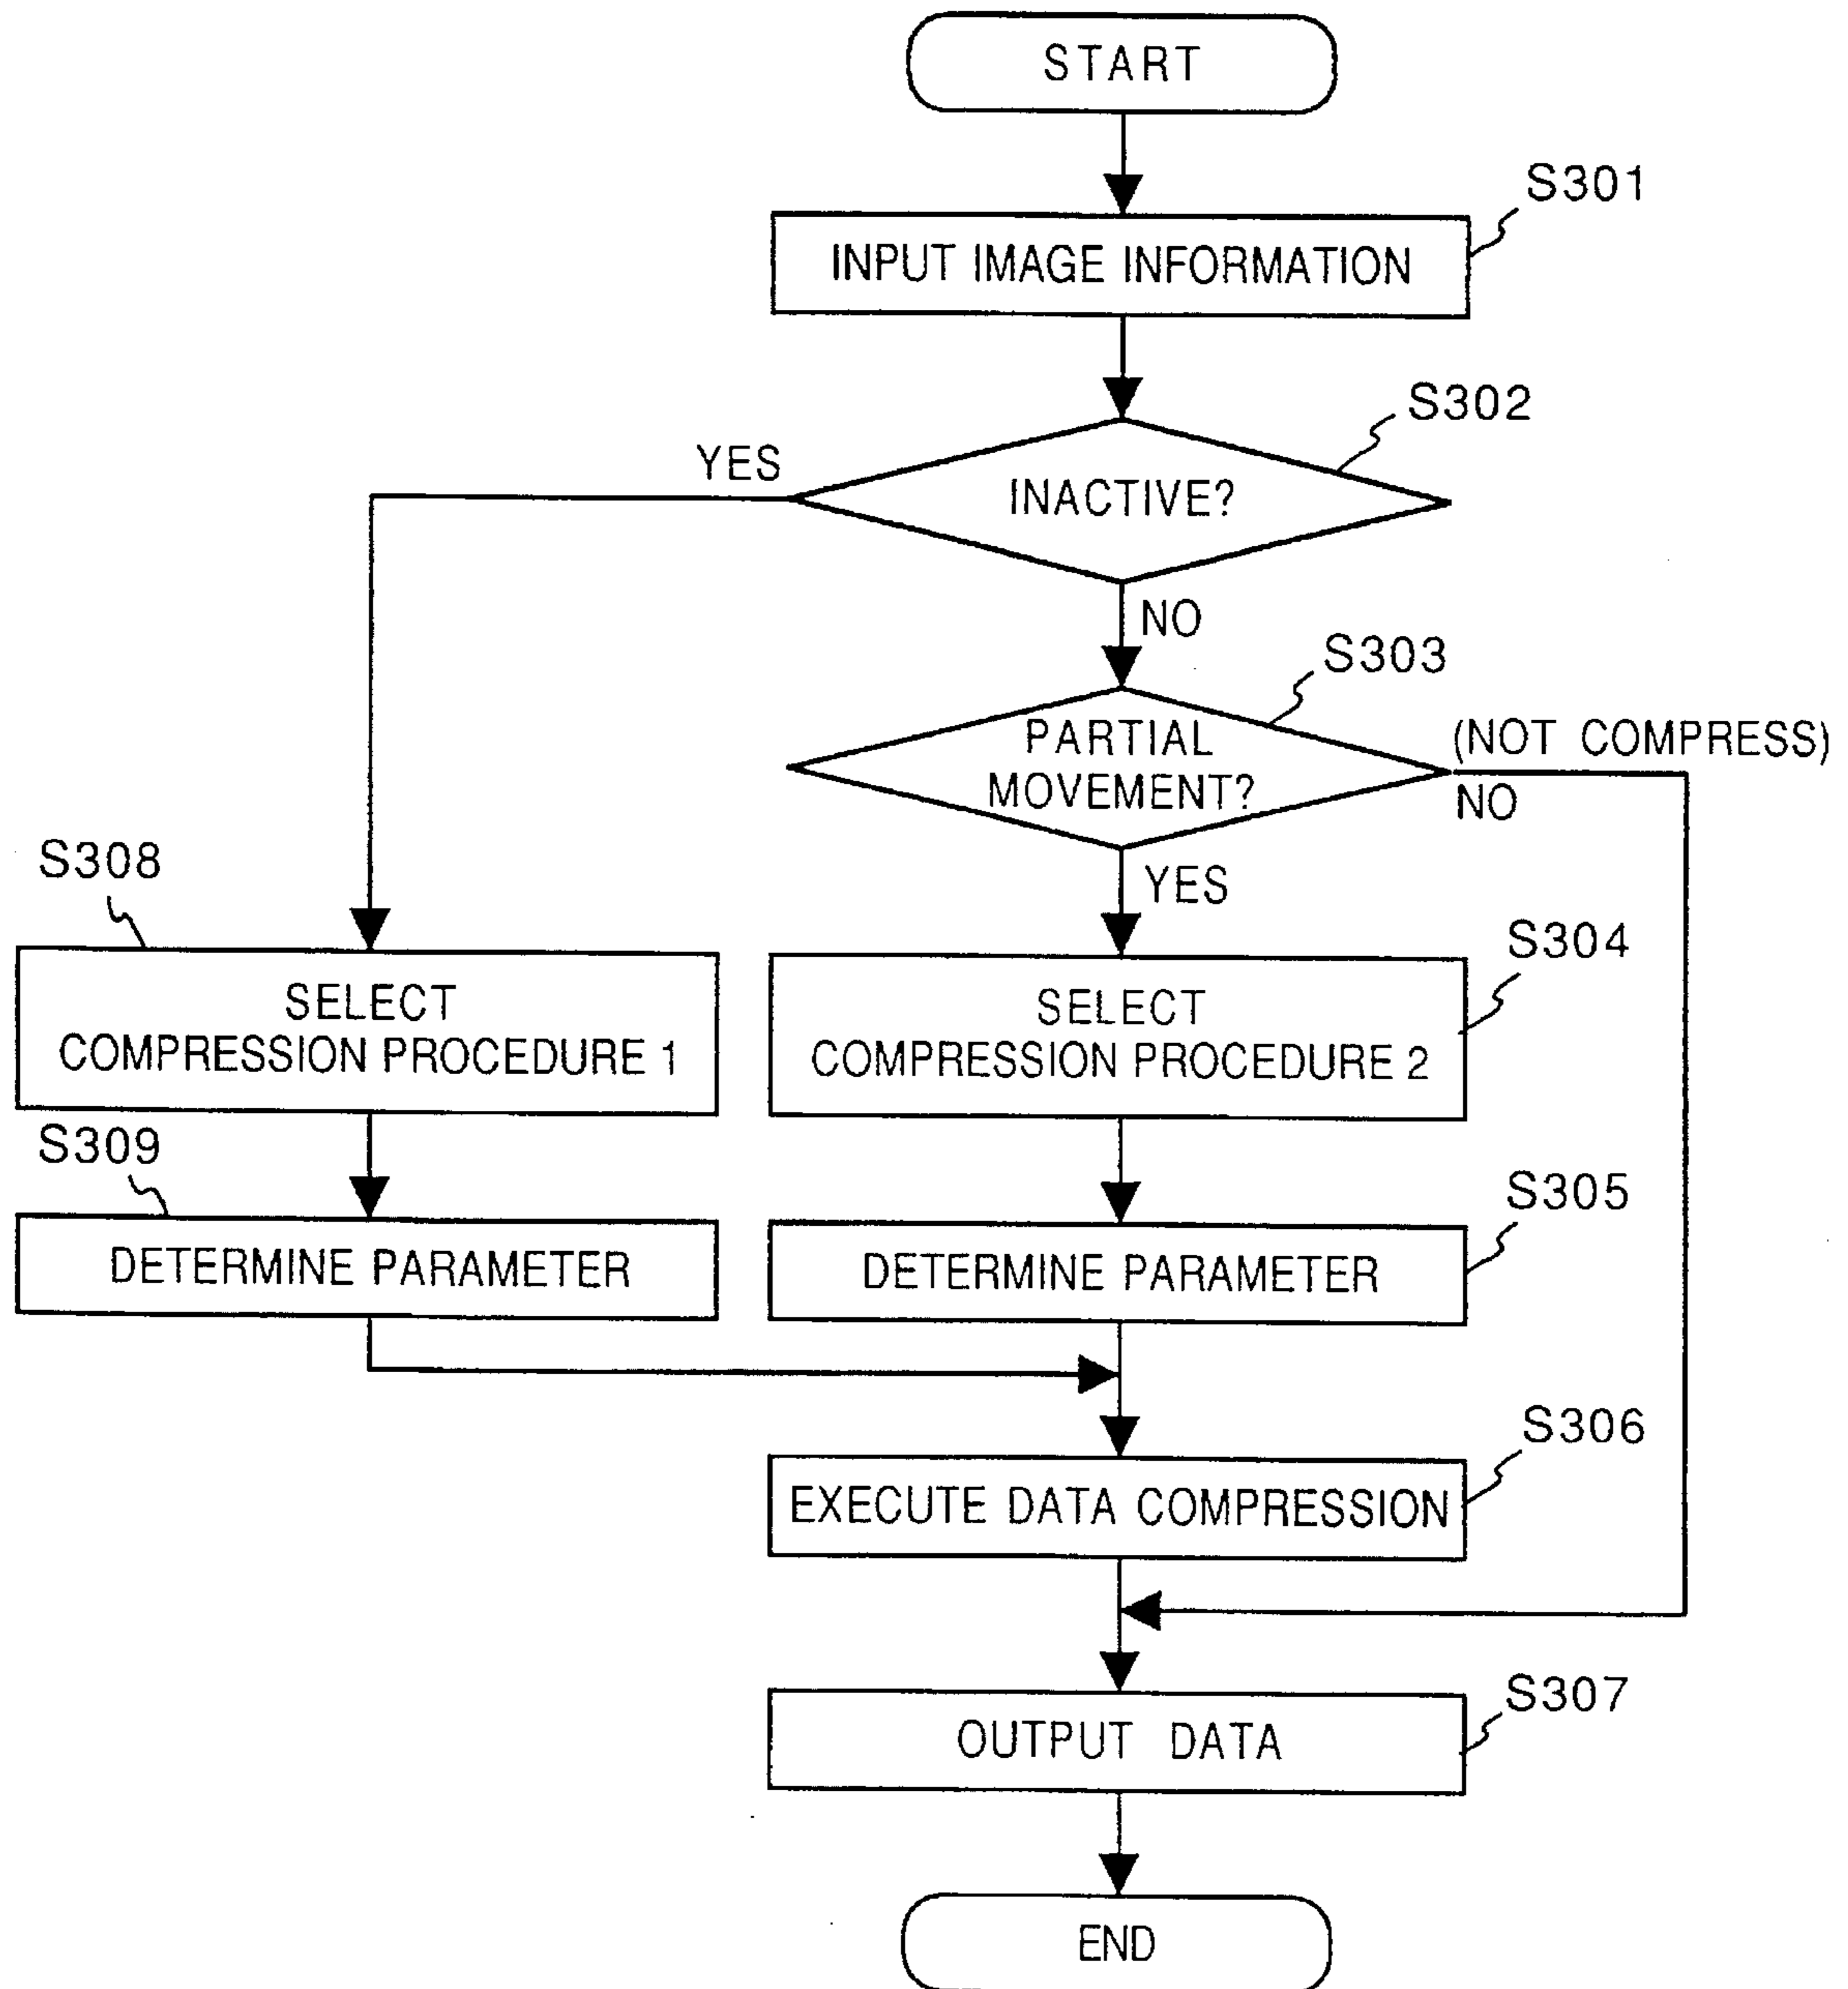 START
S301
INPUT IMAGE INFORMATION
S302
YES
INACTIVE?
NO
S303
PARTIAL
MOVEMENT?
(NOT COMPRESS)
NO
YES
S308
SELECT
COMPRESSION PROCEDURE 1
S304
SELECT
COMPRESSION PROCEDURE 2
S309
DETERMINE PARAMETER
S305
DETERMINE PARAMETER
S306
EXECUTE DATA COMPRESSION
S307
OUTPUT DATA
END